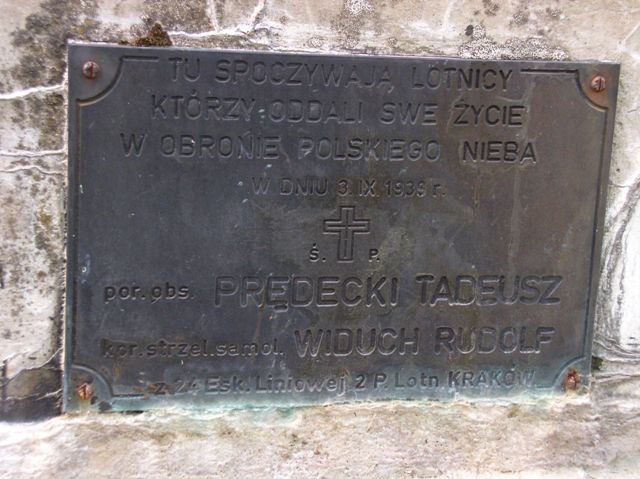 TU SPOCZYWAJĄ LOTNICY
KTÓRZY ODDALI SWE ŻYCIE
W OBRONIE POLSKIEGO NIEBA
W DNIU 3.IX.1939 r.
Ś. P.
por. obs. PRĘDECKI TADEUSZ
kpr. strzel. samol. WIDUCH RUDOLF
z 24 Esk. Liniowej 2 P. Lotn. KRAKÓW